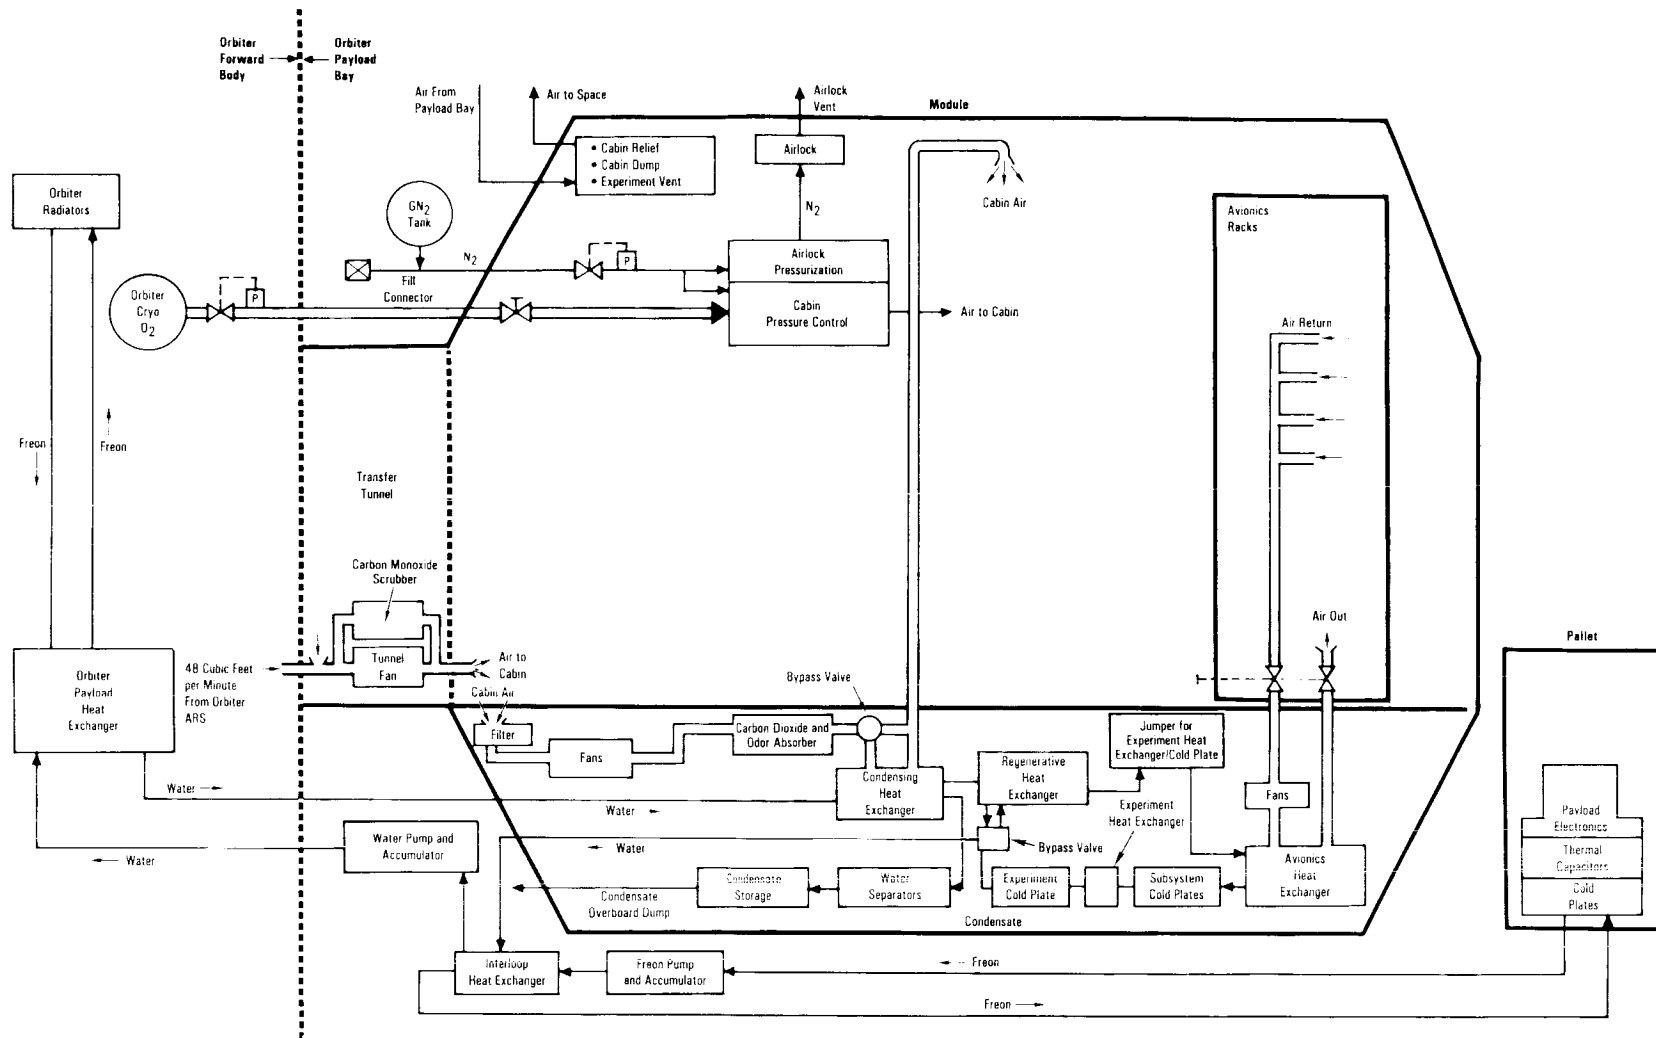 Orbiter
Forward
Body
Orbiter
Payload
Bay
Air From
Payload Bay
Air to Space
Airlock
Vent
Module
• Cabin Relief
• Cabin Dump
• Experiment Vent
Airlock
Orbiter
Radiators
GN2
Tank
N2
N2
Cabin Air
Avionics
Racks
P
Airlock
Pressurization
Fill
Connector
P
Orbiter
Cryo
O2
Cabin
Pressure Control
Air to Cabin
Air Return
Freon
Freon
Transfer
Tunnel
Carbon Monoxide
Scrubber
Air Out
Pallet
Orbiter
Payload
Heat
Exchanger
48 Cubic Feet
per Minute
From Orbiter
ARS
Tunnel
Fan
Air to
Cabin
Cabin Air
Filter
Fans
Carbon Dioxide and
Odor Absorber
Bypass Valve
Condensing
Heat
Exchanger
Regenerative
Heat
Exchanger
Jumper for
Experiment Heat
Exchanger/Cold Plate
Fans
Water
Water
Experiment
Heat Exchanger
Payload
Electronics
Thermal
Capacitors
Cold
Plates
Water Pump and
Accumulator
Water
Water
Bypass Valve
Avionics
Heat
Exchanger
Condensate
Storage
Water
Separators
Experiment
Cold Plate
Subsystem
Cold Plates
Condensate
Overboard Dump
Condensate
Interloop
Heat Exchanger
Freon Pump
and Accumulator
Freon
Freon